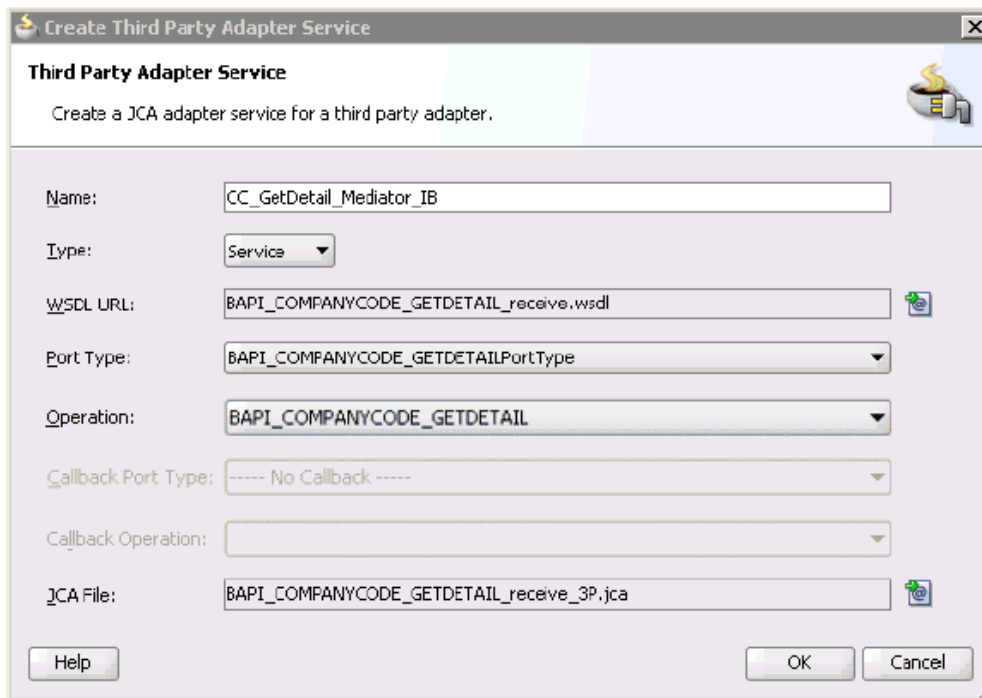 Create Third Party Adapter Service
Third Party Adapter Service
Create a JCA adapter service for a third party adapter.
Name: CC_GetDetail_Mediator_IB
Type: Service
WSDL URL: BAPI_COMPANYCODE_GETDETAIL_receive.wsdl
Port Type: BAPI_COMPANYCODE_GETDETAILPortType
Operation: BAPI_COMPANYCODE_GETDETAIL
Callback Port Type: ----- No Callback -----
Callback Operation:
JCA File: BAPI_COMPANYCODE_GETDETAIL_receive_3P.jca
Help OK Cancel